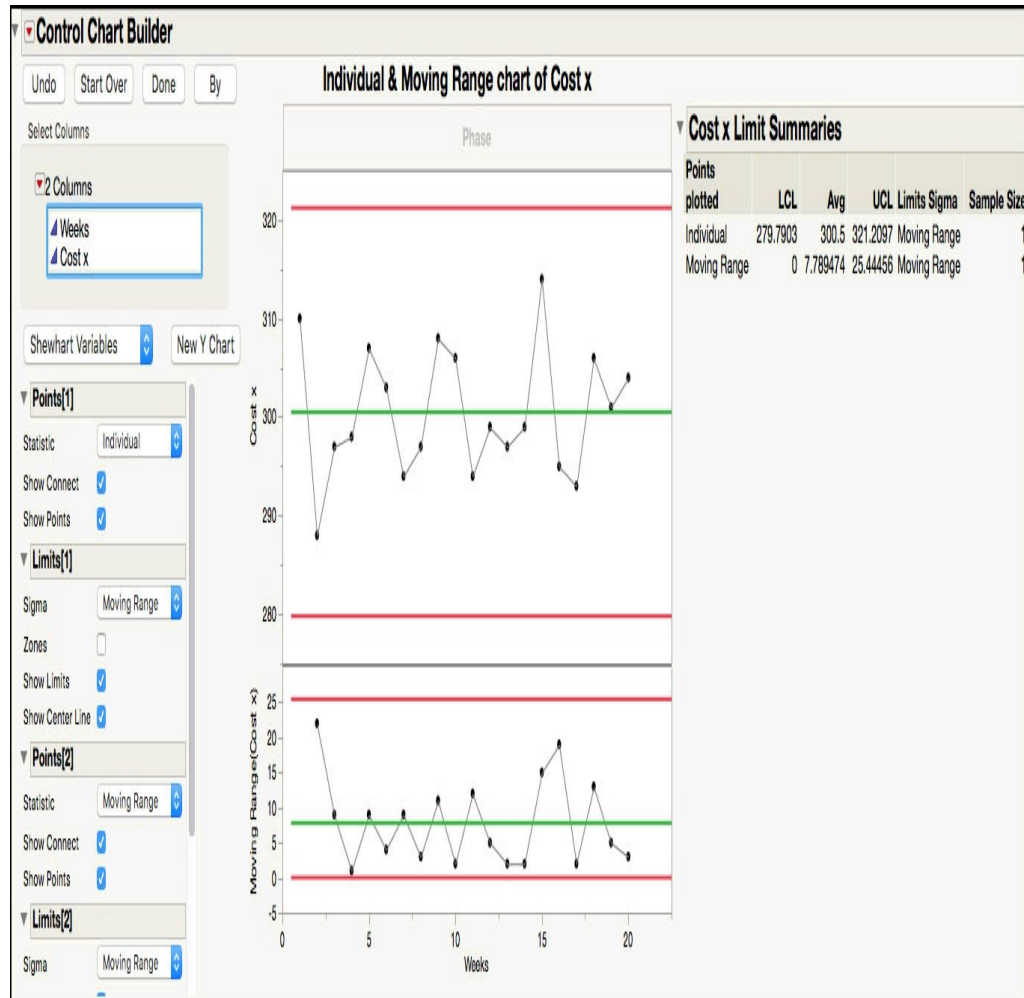 Control Chart Builder
Undo Start Over Done By
Select Columns
2 Columns
Weeks
Cost x
Shewhart Variables New Y Chart
Points[1]
Statistic Individual
Show Connect
Show Points
Limits[1]
Sigma Moving Range
Zones
Show Limits
Show Center Line
Points[2]
Statistic Moving Range
Show Connect
Show Points
Limits[2]
Sigma Moving Range
Individual & Moving Range chart of Cost x
Phase
Cost x
320
310
300
290
280
Moving Range(Cost x)
25
20
15
10
5
0
-5
0 5 10 15 20
Weeks
Cost x Limit Summaries
Points
plotted LCL Avg UCL Limits Sigma Sample Size
Individual 279.7903 300.5 321.2097 Moving Range 1
Moving Range 0 7.789474 25.44456 Moving Range 1